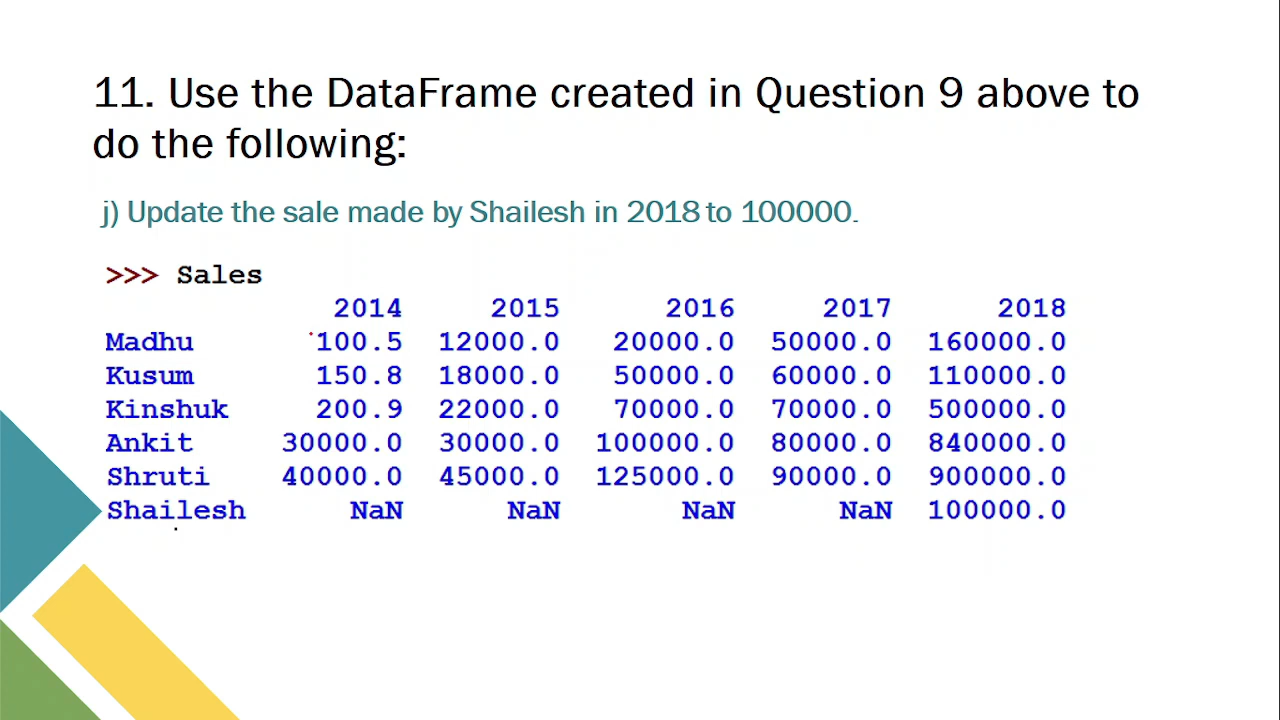 11. Use the DataFrame created in Question 9 above to
do the following:
j) Update the sale made by Shailesh in 2018 to 100000.
>>> Sales
2014 2015 2016 2017 2018
Madhu 100.5 12000.0 20000.0 50000.0 160000.0
Kusum 150.8 18000.0 50000.0 60000.0 110000.0
Kinshuk 200.9 22000.0 70000.0 70000.0 500000.0
Ankit 30000.0 30000.0 100000.0 80000.0 840000.0
Shruti 40000.0 45000.0 125000.0 90000.0 900000.0
Shailesh NaN NaN NaN NaN 100000.0